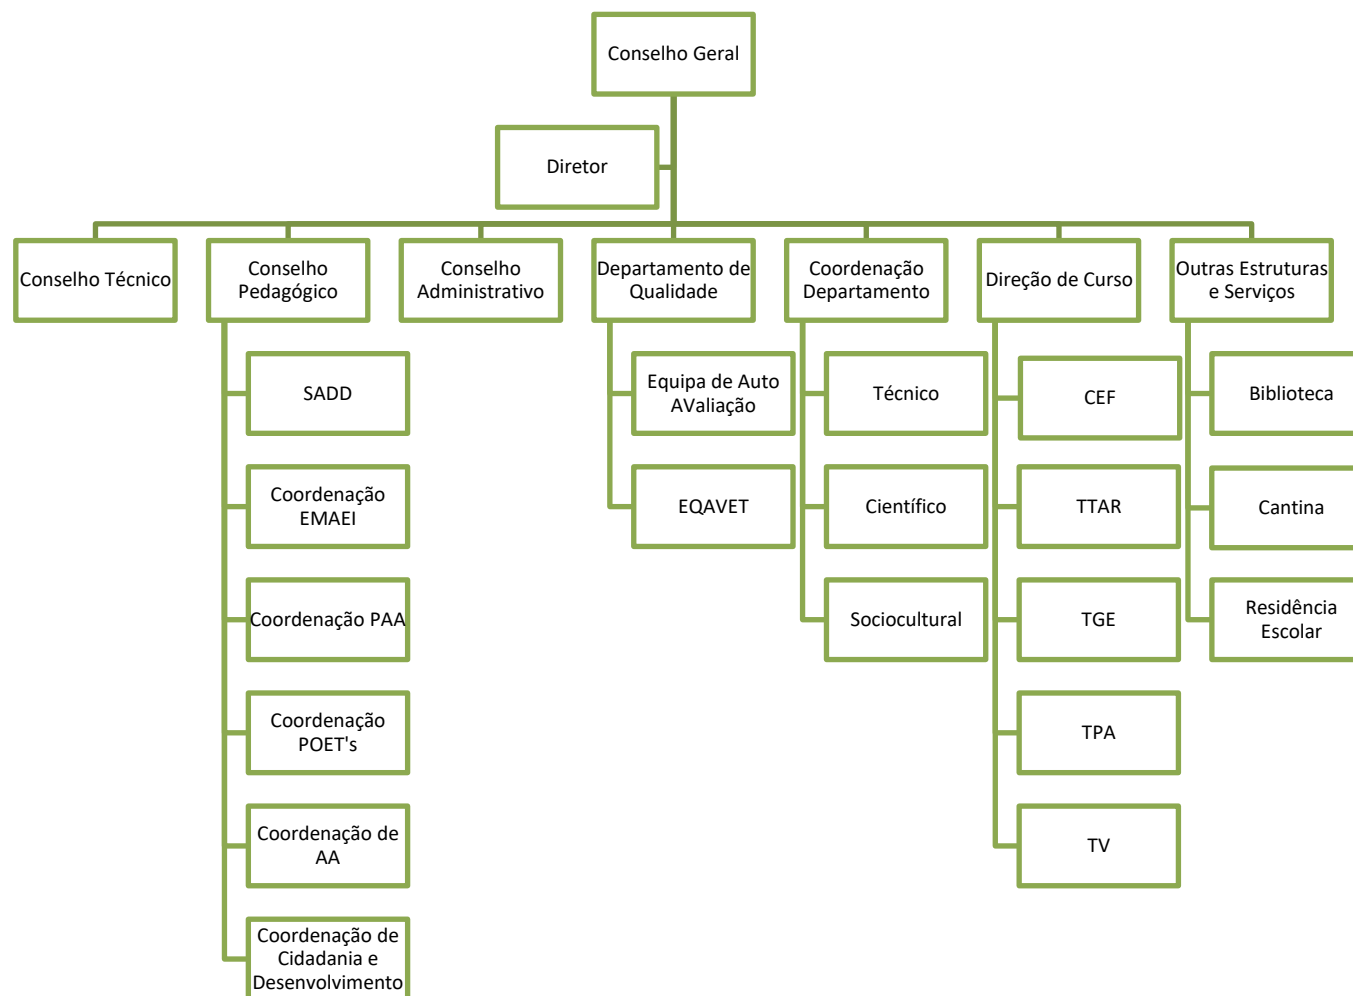 Conselho Geral
Diretor
Conselho Técnico
Conselho
Pedagógico
Conselho
Administrativo
Departamento de
Qualidade
Coordenação
Departamento
Direção de Curso
Outras Estruturas
e Serviços
SADD
Coordenação
EMAEI
Coordenação PAA
Coordenação
POET's
Coordenação de
AA
Coordenação de
Cidadania e
Desenvolvimento
Equipa de Auto
AValiação
EQAVET
Técnico
Científico
Sociocultural
CEF
TTAR
TGE
TPA
TV
Biblioteca
Cantina
Residência
Escolar